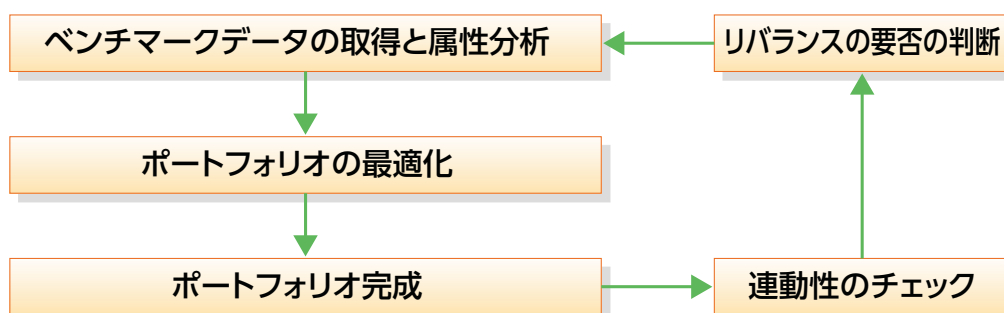 ベンチマークデータの取得と属性分析
リバランスの要否の判断
ポートフォリオの最適化
ポートフォリオ完成
連動性のチェック